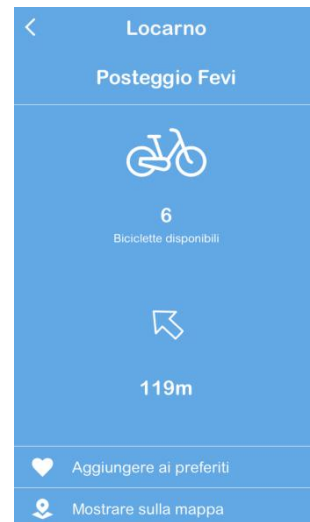 Locarno
Posteggio Fevi
6
Biciclette disponibili
119m
Aggiungere ai preferiti
Mostrare sulla mappa